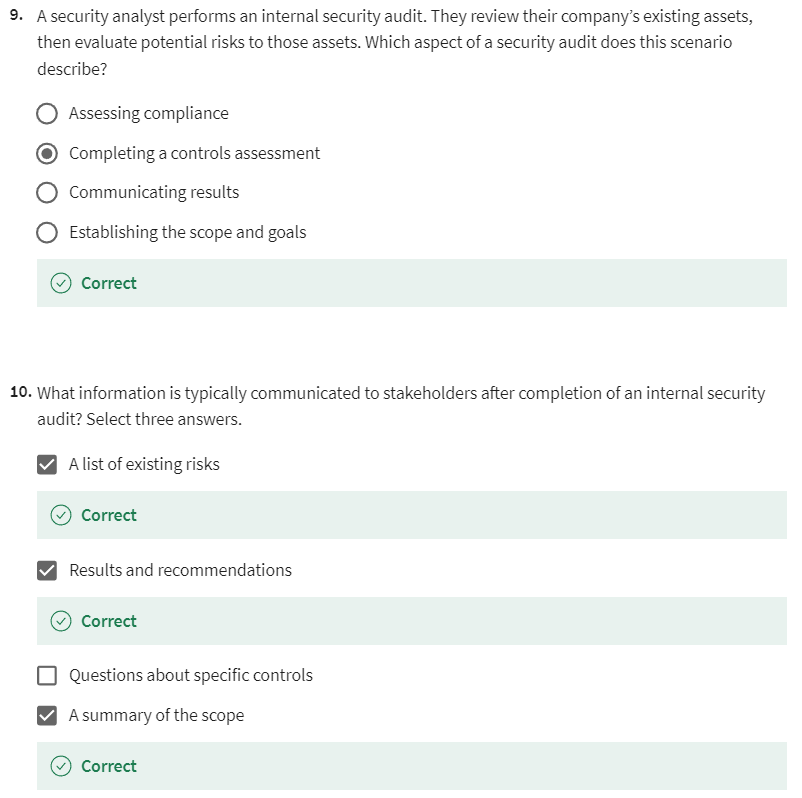 9. A security analyst performs an internal security audit. They review their company’s existing assets,
then evaluate potential risks to those assets. Which aspect of a security audit does this scenario
describe?
Assessing compliance
Completing a controls assessment
Communicating results
Establishing the scope and goals
Correct
10. What information is typically communicated to stakeholders after completion of an internal security
audit? Select three answers.
A list of existing risks
Correct
Results and recommendations
Correct
Questions about specific controls
A summary of the scope
Correct